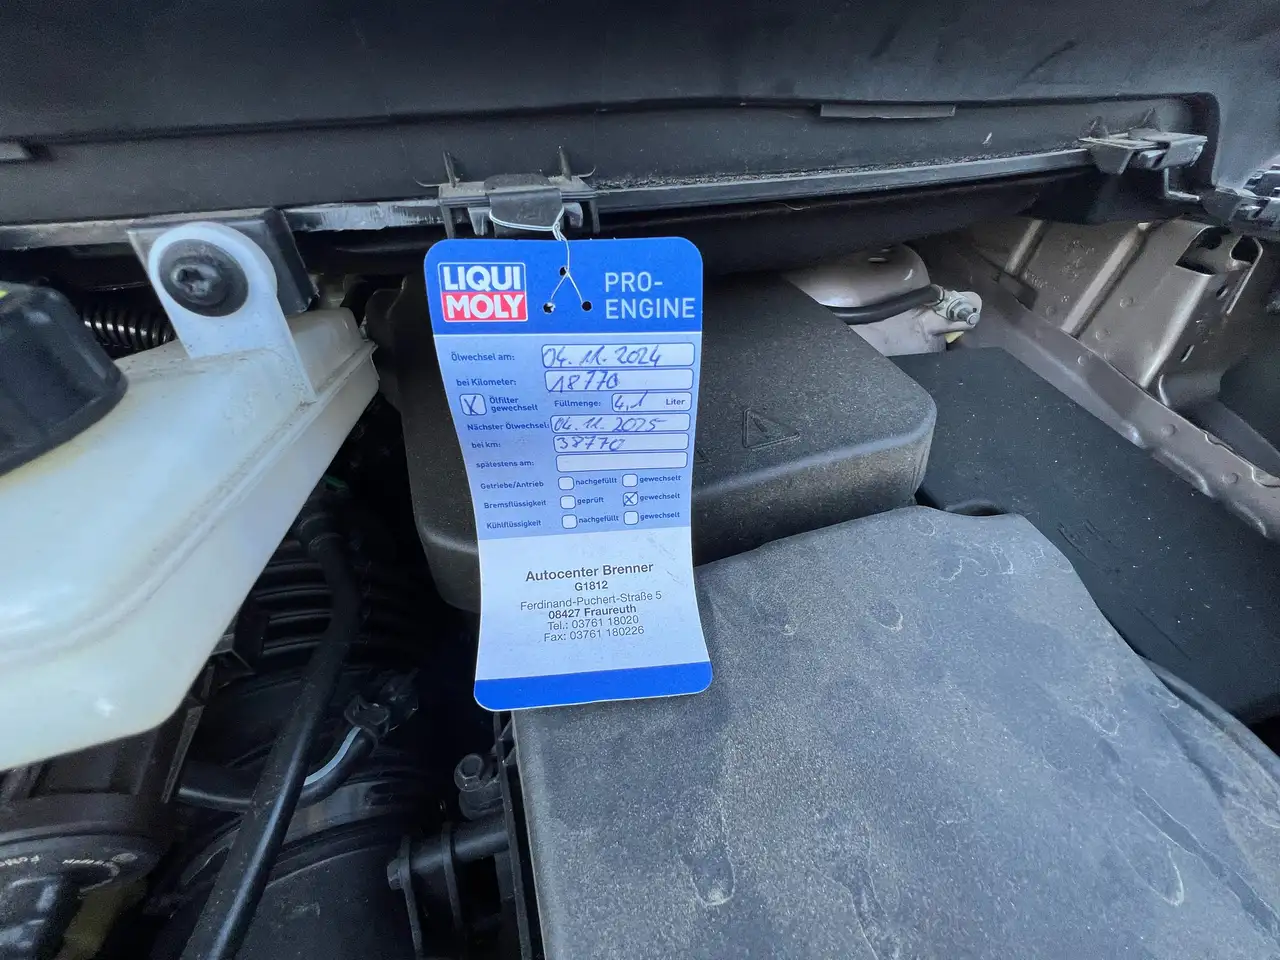 LIQUI
MOLY
PRO-
ENGINE
Ölwechsel am: 04.11.2024
bei Kilometer: 18770
X Ölfilter
gewechselt Füllmenge: 4,1 Liter
Nächster Ölwechsel: 04.11.2025
bei km: 38770
spätestens am:
Getriebe/Antrieb nachgefüllt gewechselt
Bremsflüssigkeit geprüft X gewechselt
Kühlflüssigkeit nachgefüllt gewechselt
Autocenter Brenner
G1812
Ferdinand-Puchert-Straße 5
08427 Fraureuth
Tel.: 03761 18020
Fax: 03761 180226